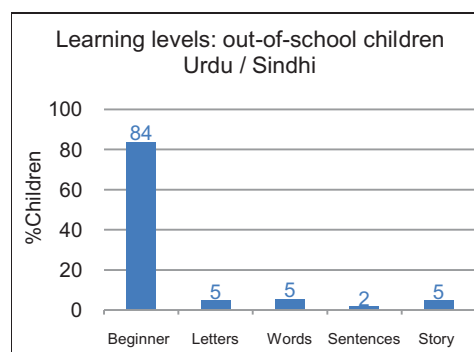 Learning levels: out-of-school children
Urdu / Sindhi
%Children
100
80
60
40
20
0
84
5
5
2
5
Beginner Letters Words Sentences Story